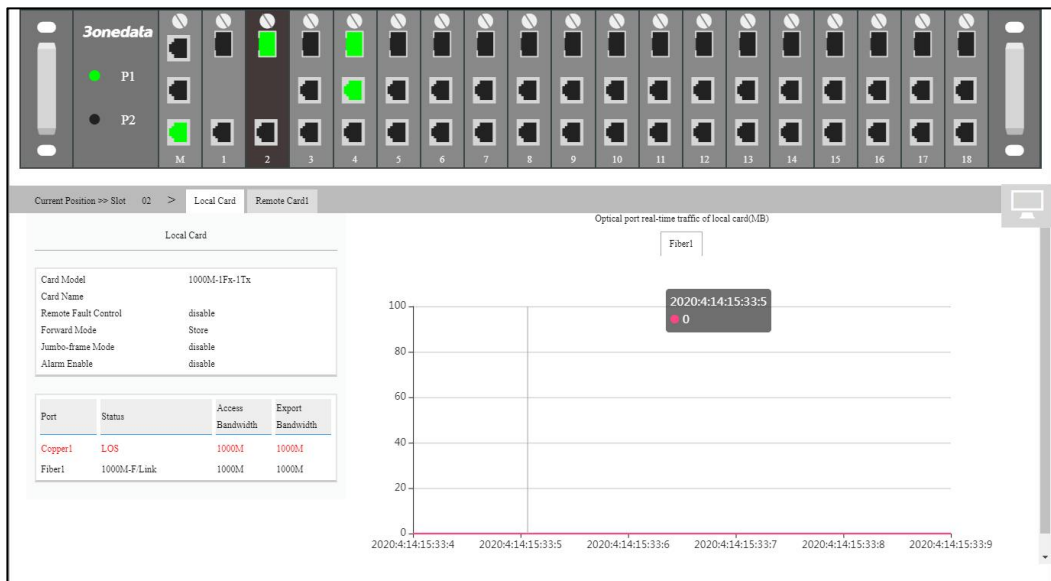 3onedata
P1
P2
M 1 2 3 4 5 6 7 8 9 10 11 12 13 14 15 16 17 18
Current Position >> Slot 02 > Local Card Remote Card1
Local Card
Card Model 1000M-1Fx-1Tx
Card Name
Remote Fault Control disable
Forward Mode Store
Jumbo-frame Mode disable
Alarm Enable disable
Port Status Access Bandwidth Export Bandwidth
Copper1 LOS 1000M 1000M
Fiber1 1000M-F/Link 1000M 1000M
Optical port real-time traffic of local card(MB)
Fiber1
2020:4:14:15:33:5
0
100
80
60
40
20
0
2020:4:14:15:33:4 2020:4:14:15:33:5 2020:4:14:15:33:6 2020:4:14:15:33:7 2020:4:14:15:33:8 2020:4:14:15:33:9